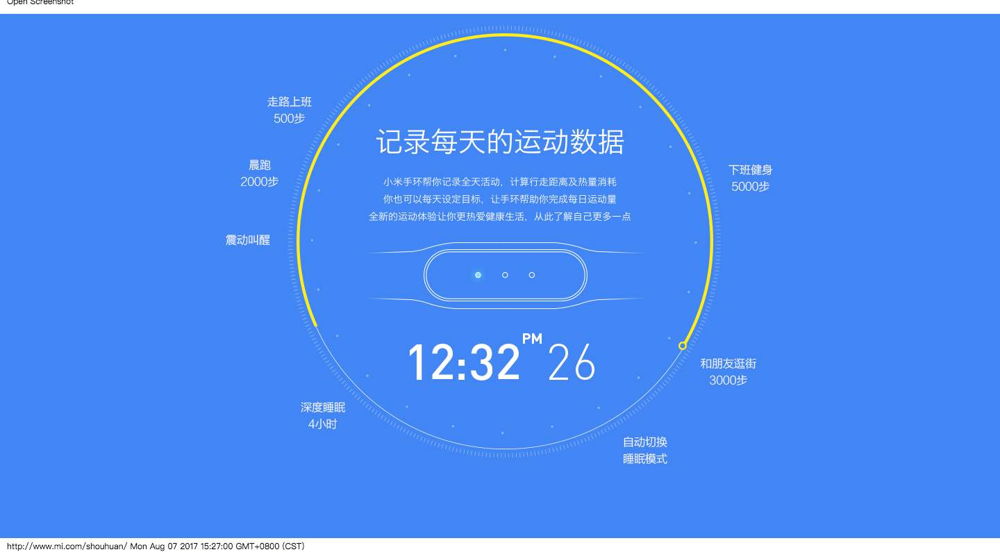 Open Screenshot
走路上班
500步
晨跑
2000步
震动叫醒
深度睡眠
4小时
记录每天的运动数据
小米手环帮你记录全天活动，计算行走距离及热量消耗
你也可以每天设定目标，让手环帮助你完成每日运动量
全新的运动体验让你更热爱健康生活，从此了解自己更多一点
12:32 PM 26
下班健身
5000步
和朋友逛街
3000步
自动切换
睡眠模式
http://www.mi.com/shouhuan/ Mon Aug 07 2017 15:27:00 GMT+0800 (CST)